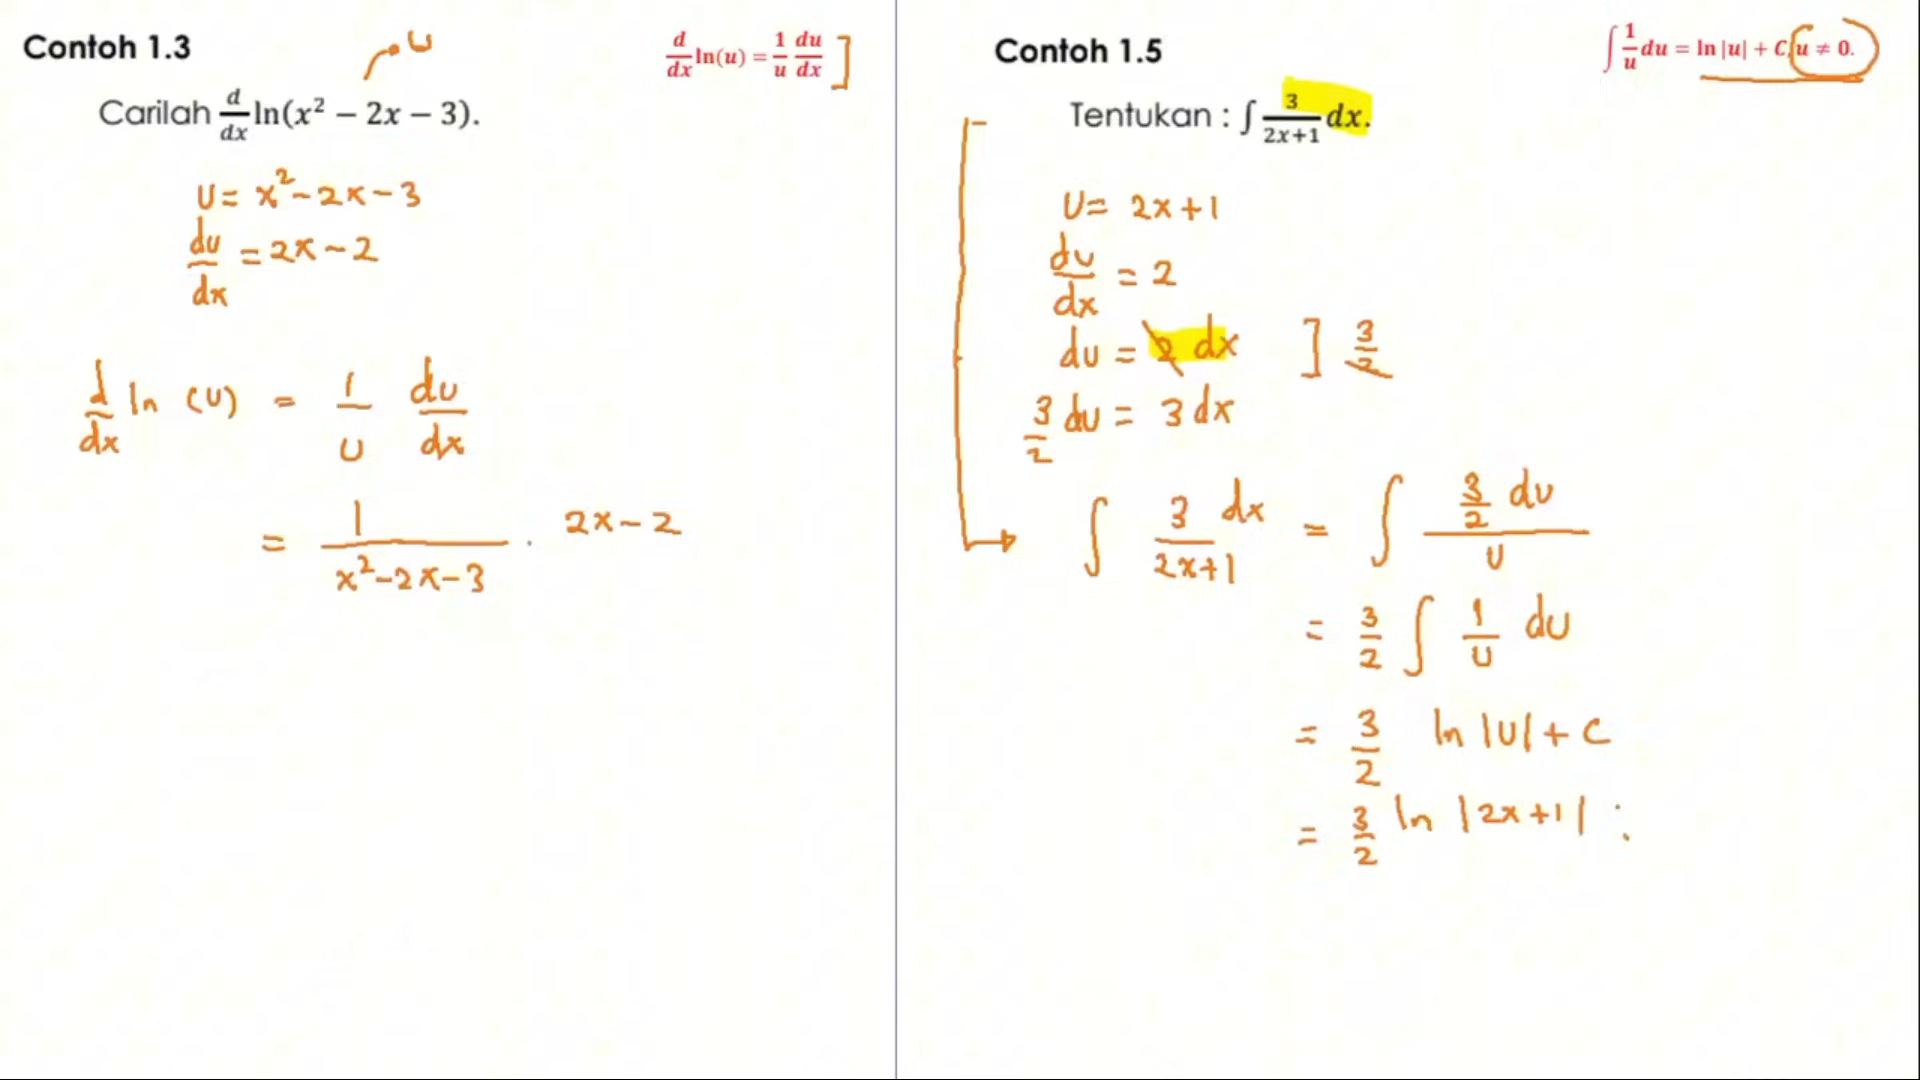 Contoh 1.3
u
d/dx ln(u) = 1/u du/dx ]
Carilah d/dx ln(x² – 2x – 3).
U = x² – 2x – 3
du/dx = 2x – 2
d/dx ln (U) = 1/U du/dx
= 1/(x² – 2x – 3) . 2x – 2
Contoh 1.5
∫ 1/u du = ln |u| + C, u ≠ 0.
Tentukan : ∫ 3/(2x+1) dx.
U = 2x + 1
du/dx = 2
du = 2 dx ] 3/2
3/2 du = 3 dx
∫ 3 dx/(2x+1) = ∫ (3/2 du)/U
= 3/2 ∫ 1/U du
= 3/2 ln |U| + C
= 3/2 ln |2x + 1|